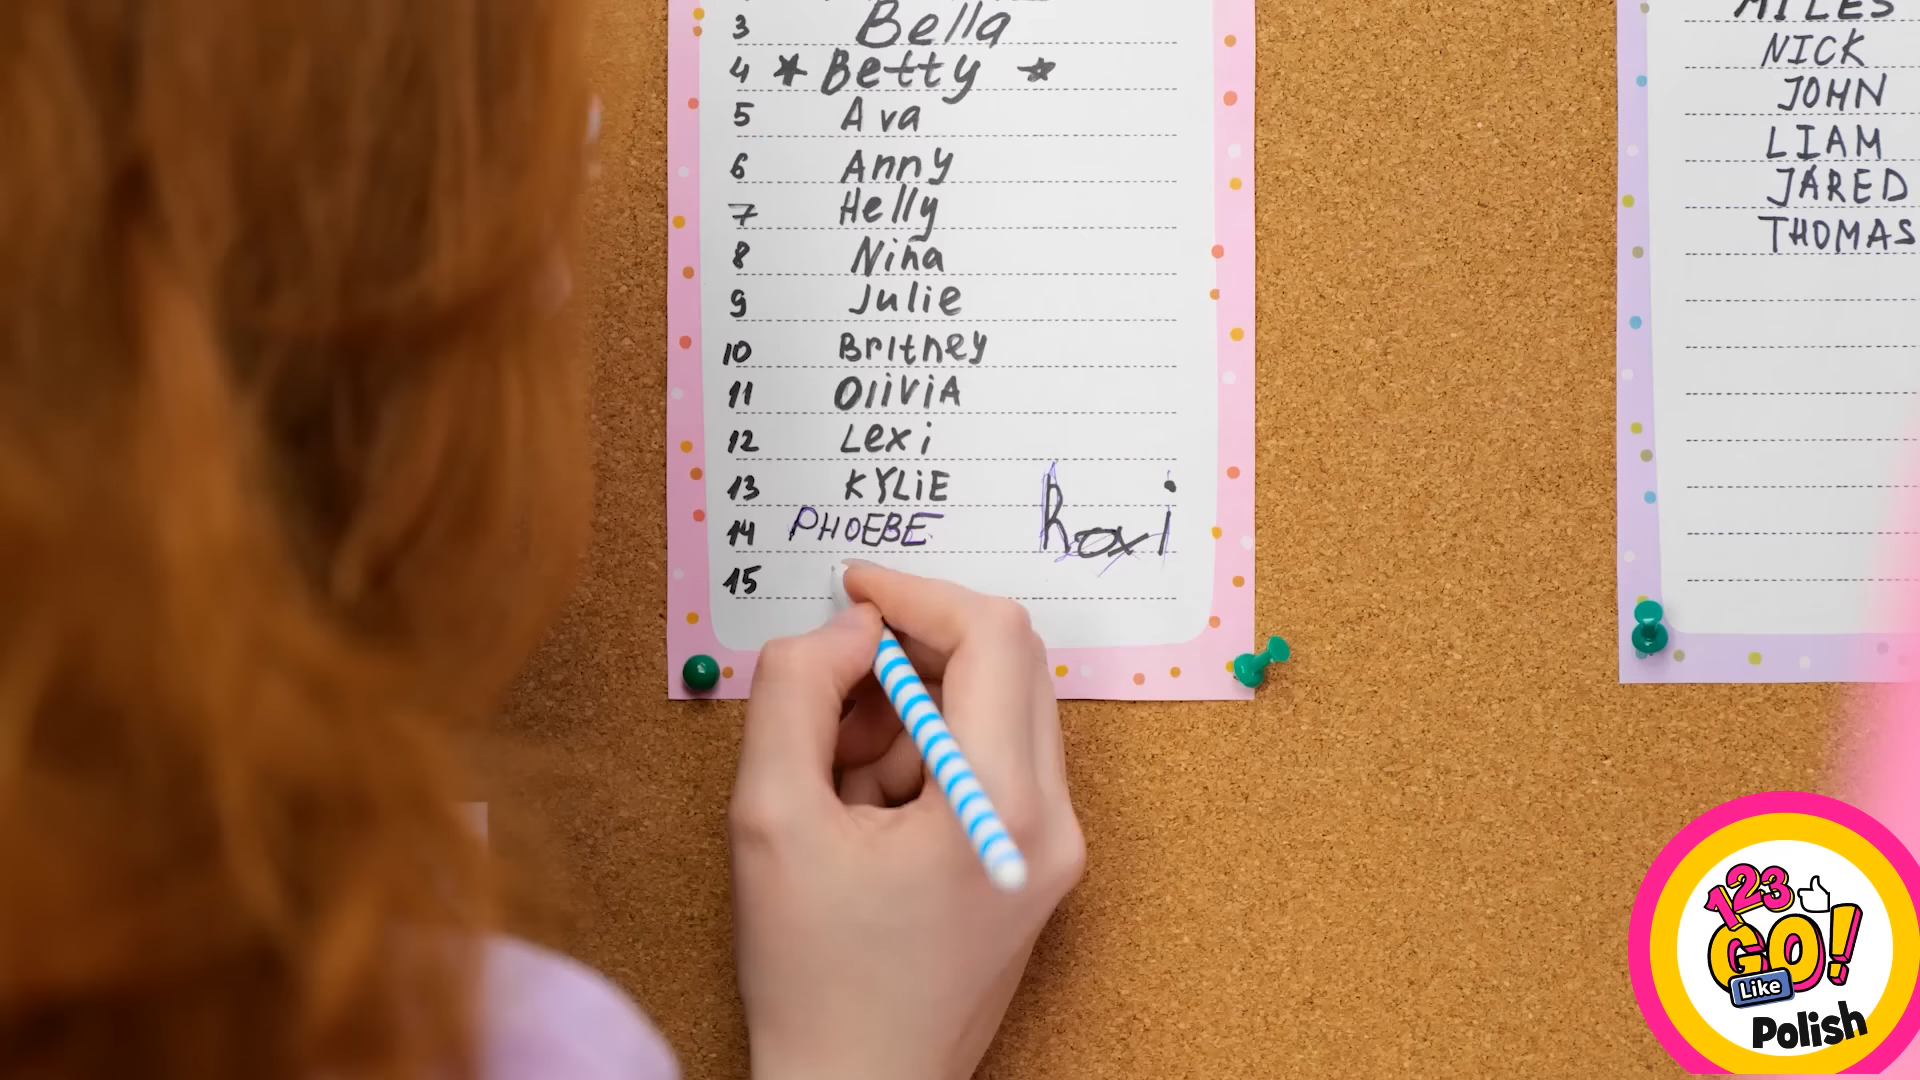 3 Bella
4 * Betty *
5 Ava
6 Anny
7 Helly
8 Nina
9 Julie
10 Britney
11 OliviA
12 Lexi
13 KYLiE
14 PHOEBE
Roxi
15
MILES
NICK
JOHN
LIAM
JARED
THOMAS
123
GO!
Like
Polish